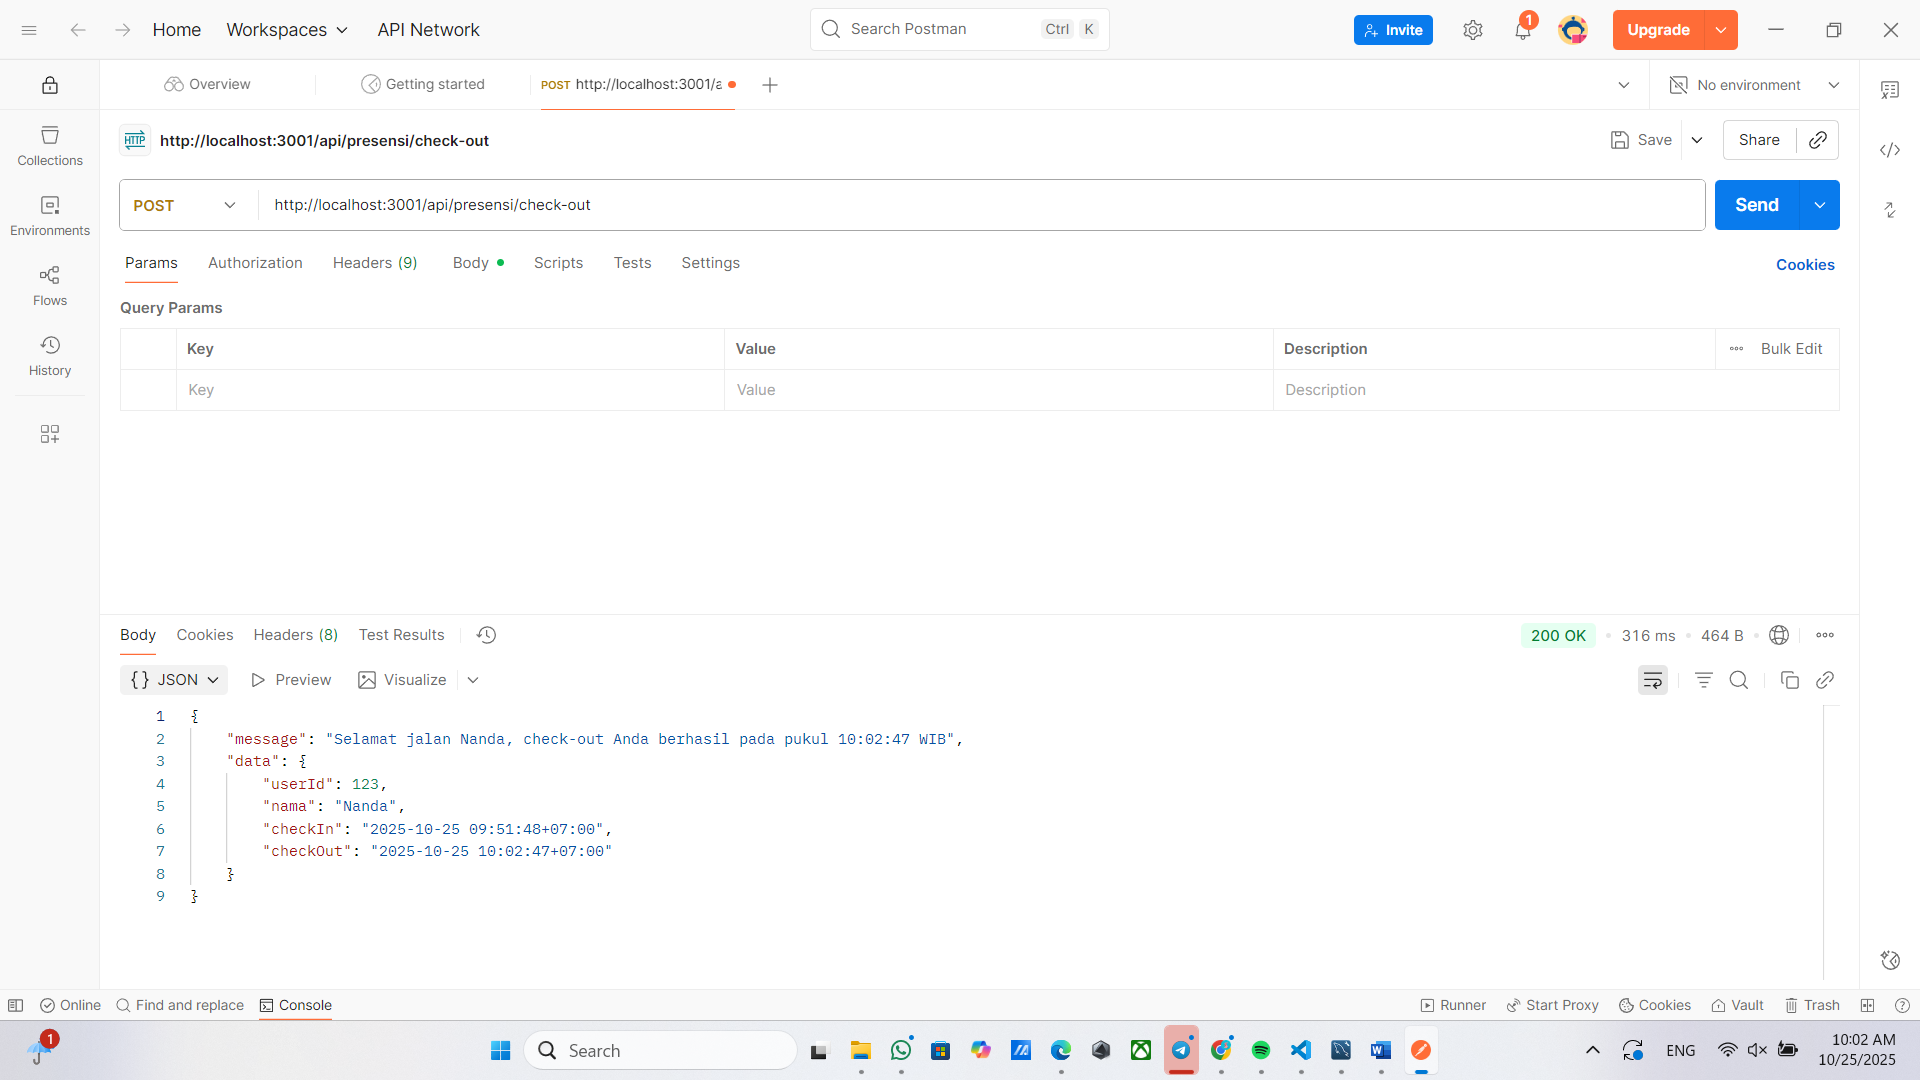 Home Workspaces API Network Search Postman Ctrl K Invite 1 Upgrade
Overview Getting started POST http://localhost:3001/a No environment
HTTP http://localhost:3001/api/presensi/check-out Save Share
POST http://localhost:3001/api/presensi/check-out Send
Params Authorization Headers (9) Body Scripts Tests Settings Cookies
Query Params
Key Value Description Bulk Edit
Key Value Description
Collections
Environments
Flows
History
Body Cookies Headers (8) Test Results 200 OK 316 ms 464 B
{} JSON Preview Visualize
1 {
2 "message": "Selamat jalan Nanda, check-out Anda berhasil pada pukul 10:02:47 WIB",
3 "data": {
4 "userId": 123,
5 "nama": "Nanda",
6 "checkIn": "2025-10-25 09:51:48+07:00",
7 "checkOut": "2025-10-25 10:02:47+07:00"
8 }
9 }
Online Find and replace Console Runner Start Proxy Cookies Vault Trash
1 Search ENG 10:02 AM
10/25/2025